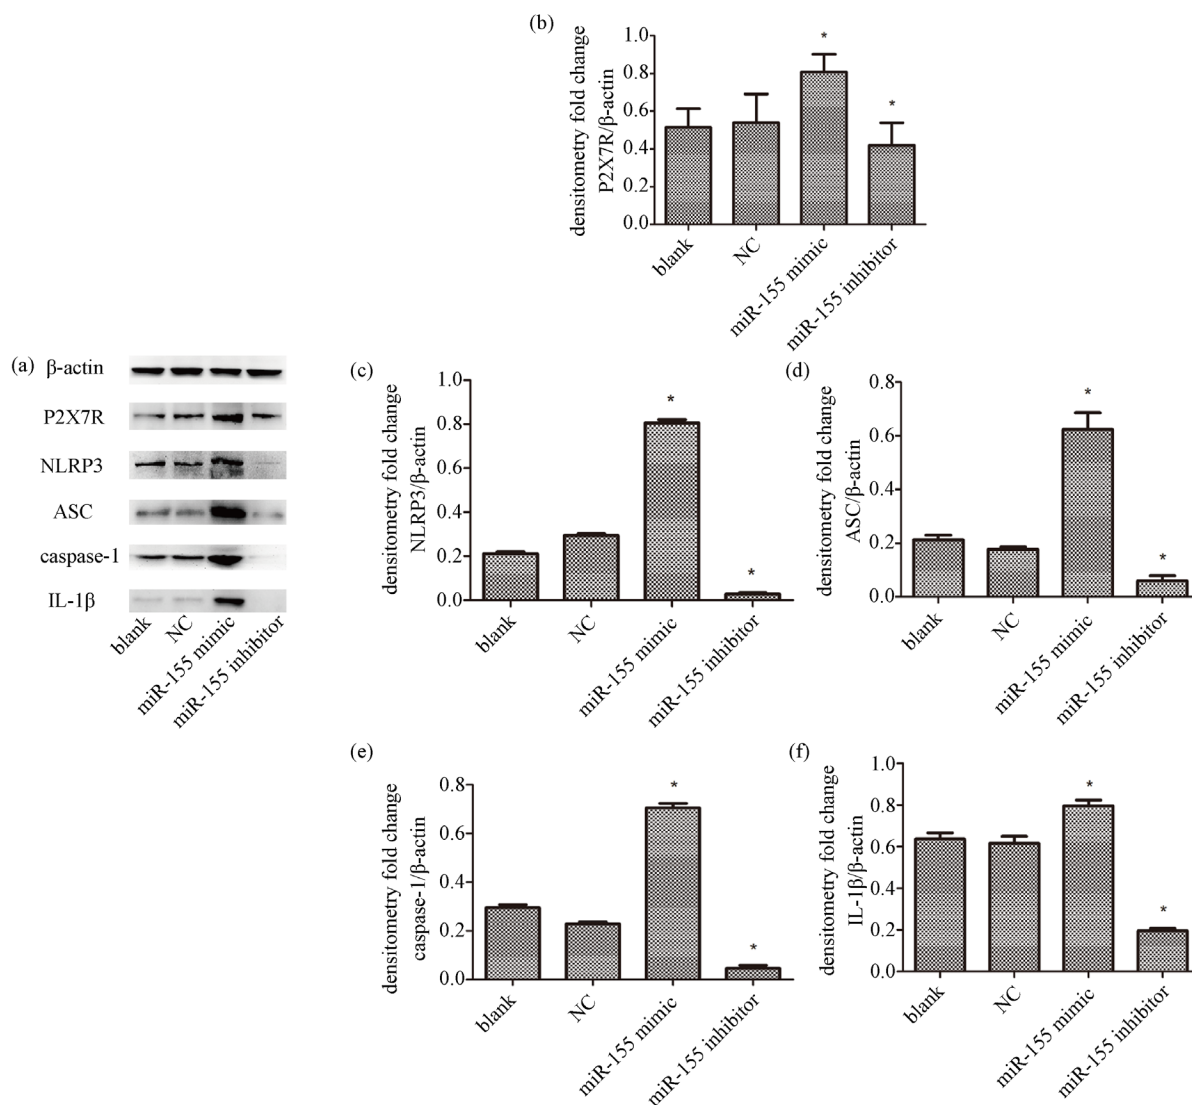 (b)
densitometry fold change
P2X7R/β-actin
1.0
0.8
0.6
0.4
0.2
0.0
*
*
blank
NC
miR-155 mimic
miR-155 inhibitor
(a)
β-actin
P2X7R
NLRP3
ASC
caspase-1
IL-1β
blank
NC
miR-155 mimic
miR-155 inhibitor
(c)
densitometry fold change
NLRP3/β-actin
1.0
0.8
0.6
0.4
0.2
0.0
*
*
blank
NC
miR-155 mimic
miR-155 inhibitor
(d)
densitometry fold change
ASC/β-actin
0.8
0.6
0.4
0.2
0.0
*
*
blank
NC
miR-155 mimic
miR-155 inhibitor
(e)
densitometry fold change
caspase-1/β-actin
0.8
0.6
0.4
0.2
0.0
*
*
blank
NC
miR-155 mimic
miR-155 inhibitor
(f)
densitometry fold change
IL-1β/β-actin
1.0
0.8
0.6
0.4
0.2
0.0
*
*
blank
NC
miR-155 mimic
miR-155 inhibitor